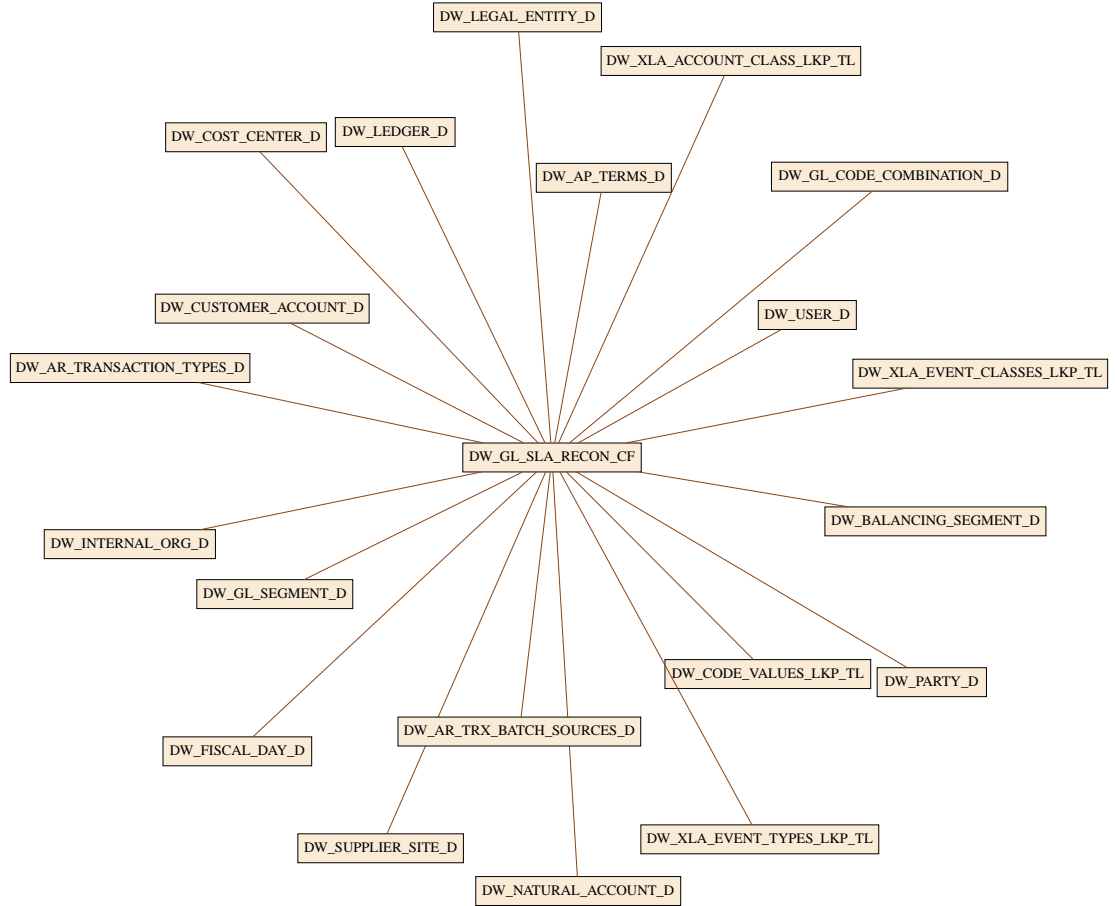 DW_LEGAL_ENTITY_D
DW_XLA_ACCOUNT_CLASS_LKP_TL
DW_LEDGER_D
DW_COST_CENTER_D
DW_AP_TERMS_D
DW_GL_CODE_COMBINATION_D
DW_CUSTOMER_ACCOUNT_D
DW_USER_D
DW_AR_TRANSACTION_TYPES_D
DW_XLA_EVENT_CLASSES_LKP_TL
DW_GL_SLA_RECON_CF
DW_BALANCING_SEGMENT_D
DW_INTERNAL_ORG_D
DW_GL_SEGMENT_D
DW_CODE_VALUES_LKP_TL
DW_PARTY_D
DW_AR_TRX_BATCH_SOURCES_D
DW_FISCAL_DAY_D
DW_XLA_EVENT_TYPES_LKP_TL
DW_SUPPLIER_SITE_D
DW_NATURAL_ACCOUNT_D